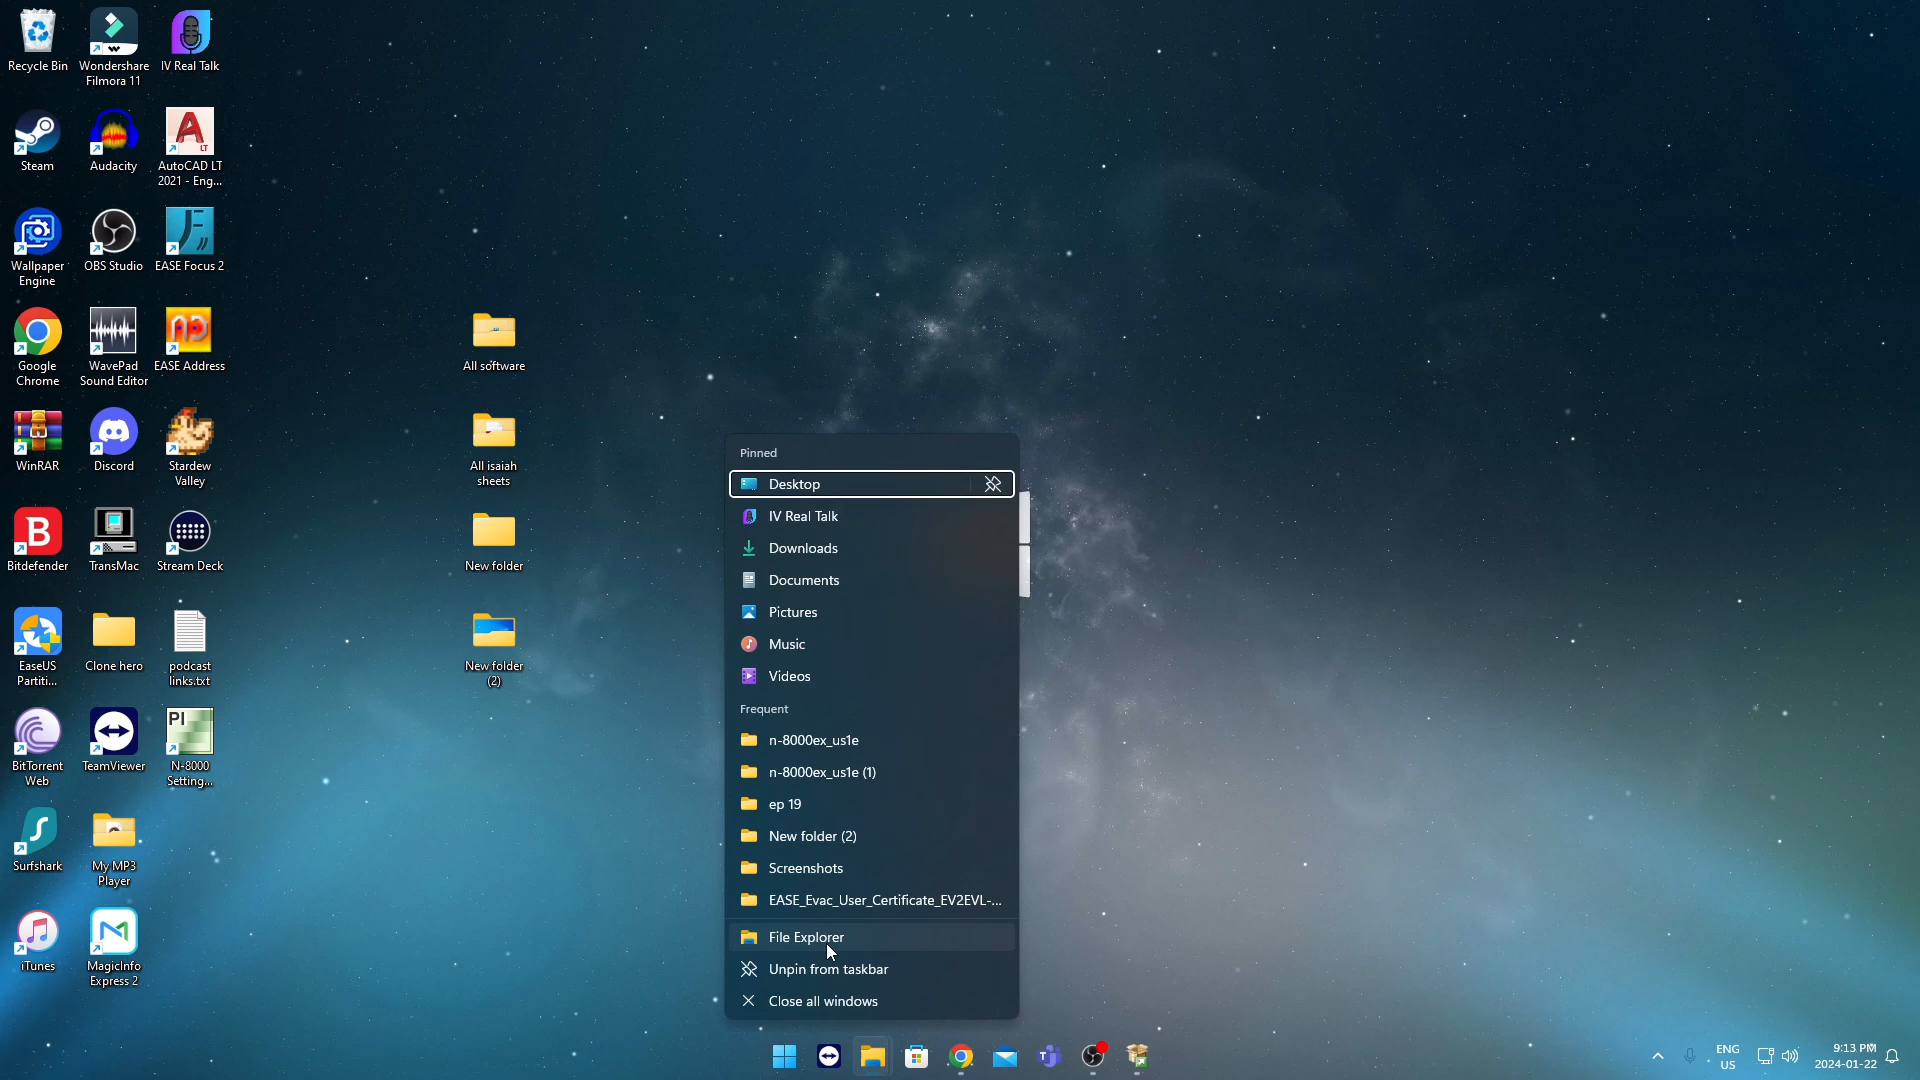 Recycle Bin
Wondershare
Filmora 11
IV Real Talk
Steam
Audacity
AutoCAD LT
2021 - Eng...
LT
Wallpaper
Engine
OBS Studio
EASE Focus 2
Google
Chrome
WavePad
Sound Editor
EASE Address
WinRAR
Discord
Stardew
Valley
B
Bitdefender
TransMac
Stream Deck
EaseUS
Partiti...
Clone hero
podcast
links.txt
BitTorrent
Web
TeamViewer
PI
N-8000
Setting...
Surfshark
My MP3
Player
iTunes
MagicInfo
Express 2
All software
All isaiah
sheets
New folder
New folder
(2)
Pinned
Desktop
IV Real Talk
Downloads
Documents
Pictures
Music
Videos
Frequent
n-8000ex_us1e
n-8000ex_us1e (1)
ep 19
New folder (2)
Screenshots
EASE_Evac_User_Certificate_EV2EVL-...
File Explorer
Unpin from taskbar
Close all windows
ENG
US
9:13 PM
2024-01-22